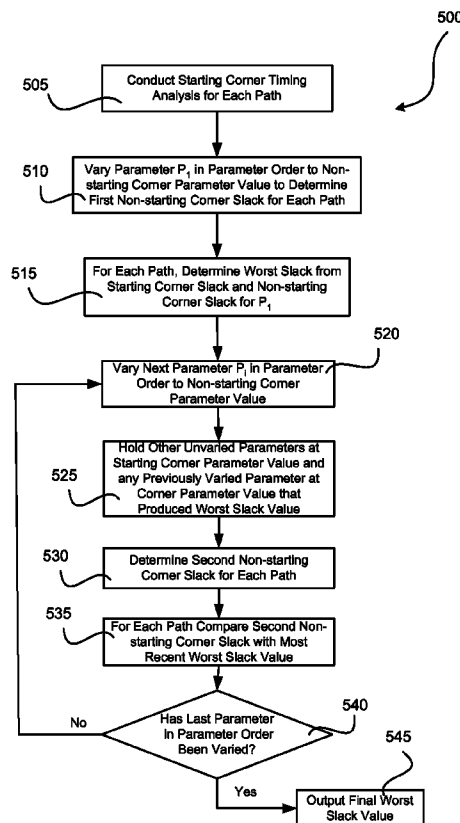 500
505
Conduct Starting Corner Timing
Analysis for Each Path
510
Vary Parameter P1 in Parameter Order to Non-
starting Corner Parameter Value to Determine
First Non-starting Corner Slack for Each Path
515
For Each Path, Determine Worst Slack from
Starting Corner Slack and Non-starting
Corner Slack for P1
520
Vary Next Parameter Pi in Parameter
Order to Non-starting Corner
Parameter Value
525
Hold Other Unvaried Parameters at
Starting Corner Parameter Value and
any Previously Varied Parameter at
Corner Parameter Value that
Produced Worst Slack Value
530
Determine Second Non-starting
Corner Slack for Each Path
535
For Each Path Compare Second Non-
starting Corner Slack with Most
Recent Worst Slack Value
540
No
Has Last Parameter
In Parameter Order
Been Varied?
545
Yes
Output Final Worst
Slack Value